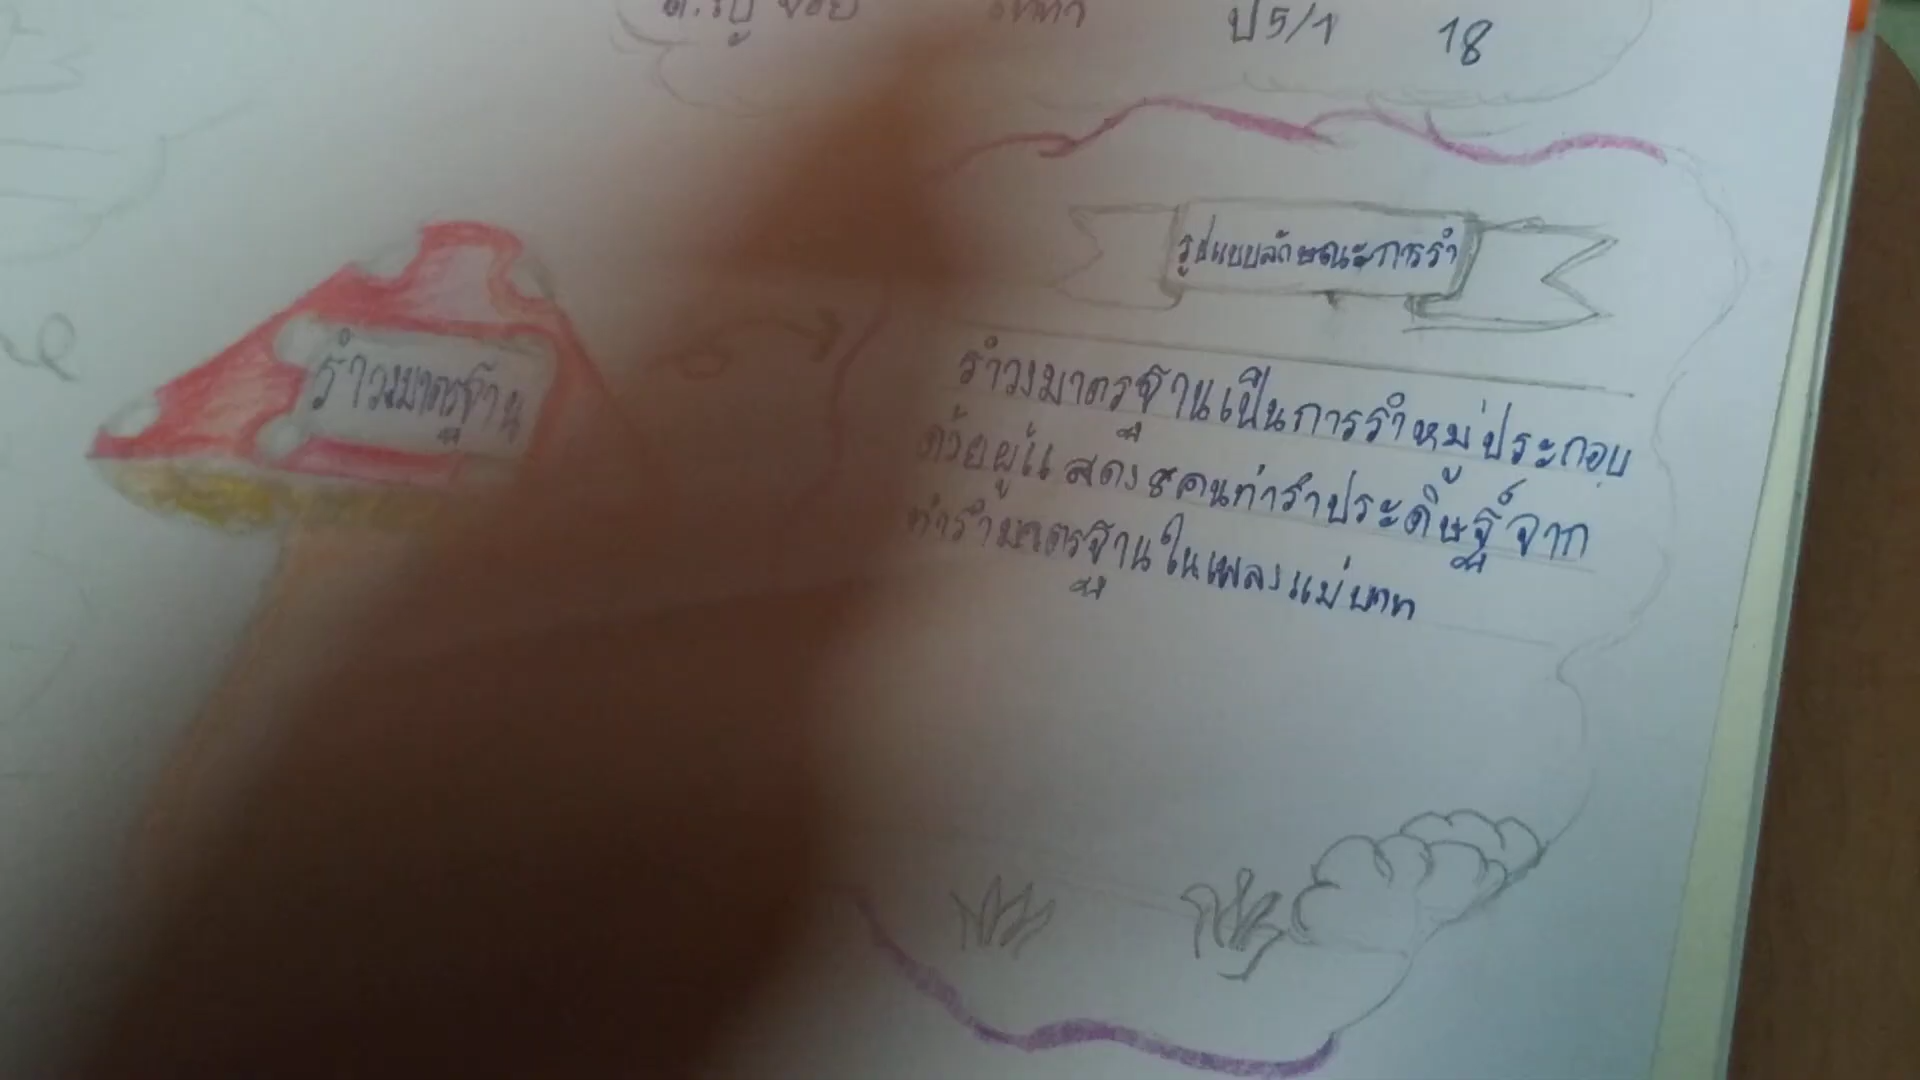 ป5/1 18
รูปแบบลักษณะการรำ
รำวงมาตรฐาน
รำวงมาตรฐานเป็นการรำหมู่ประกอบ
ด้วยผู้แสดง 8 คนท่ารำประดิษฐ์จาก
ท่ารำมาตรฐานในเพลงแม่บท